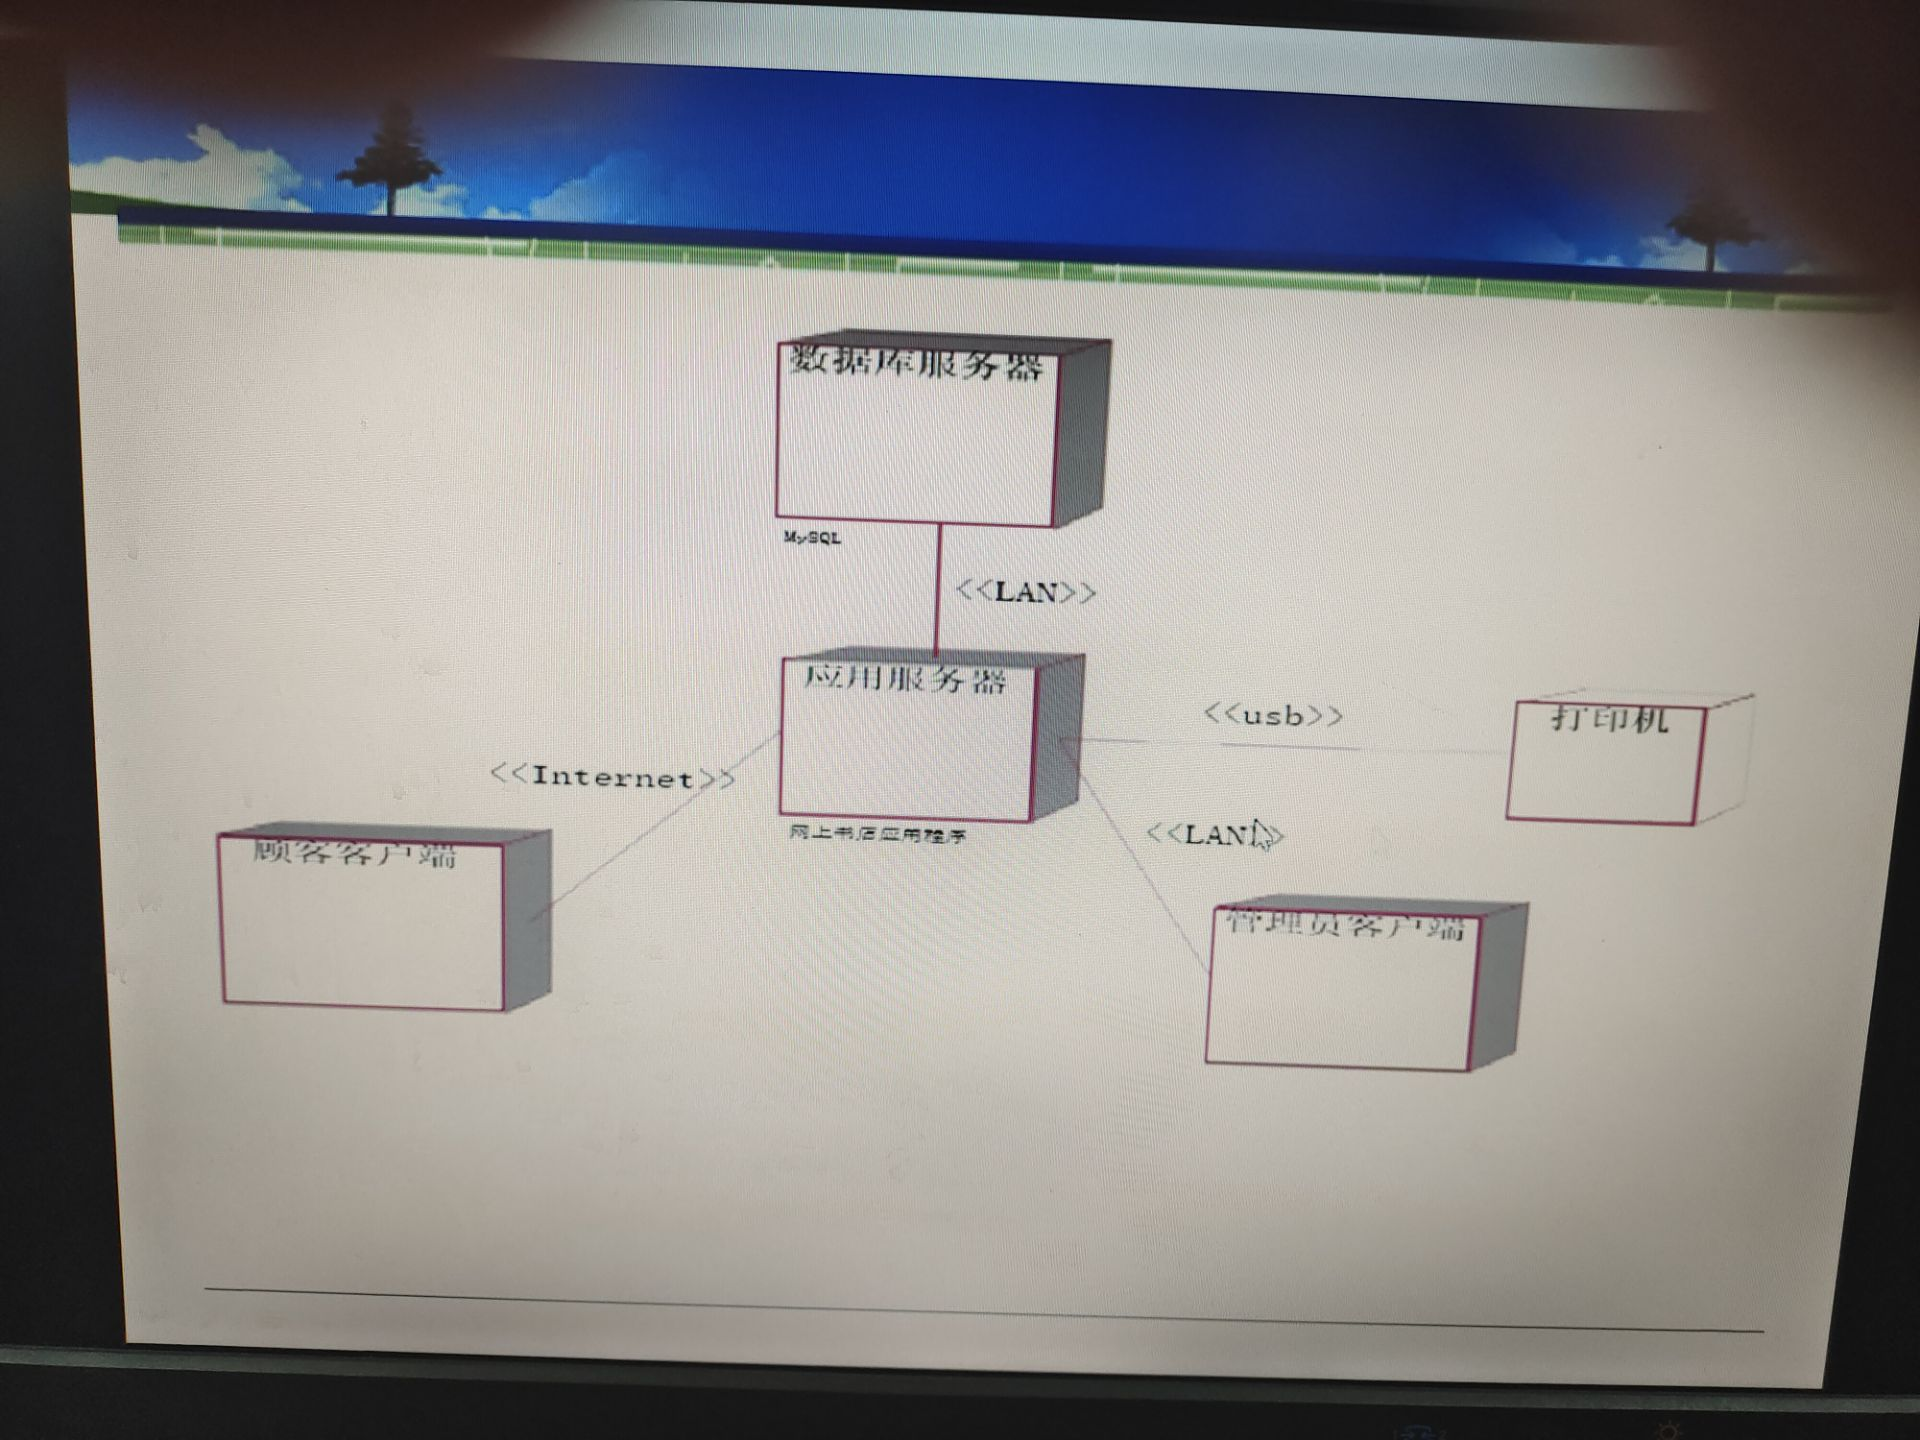 数据库服务器
MySQL
<<LAN>>
应用服务器
<<usb>>
打印机
<<Internet>>
网上书店应用程序
<<LAN>>
顾客客户端
管理员客户端